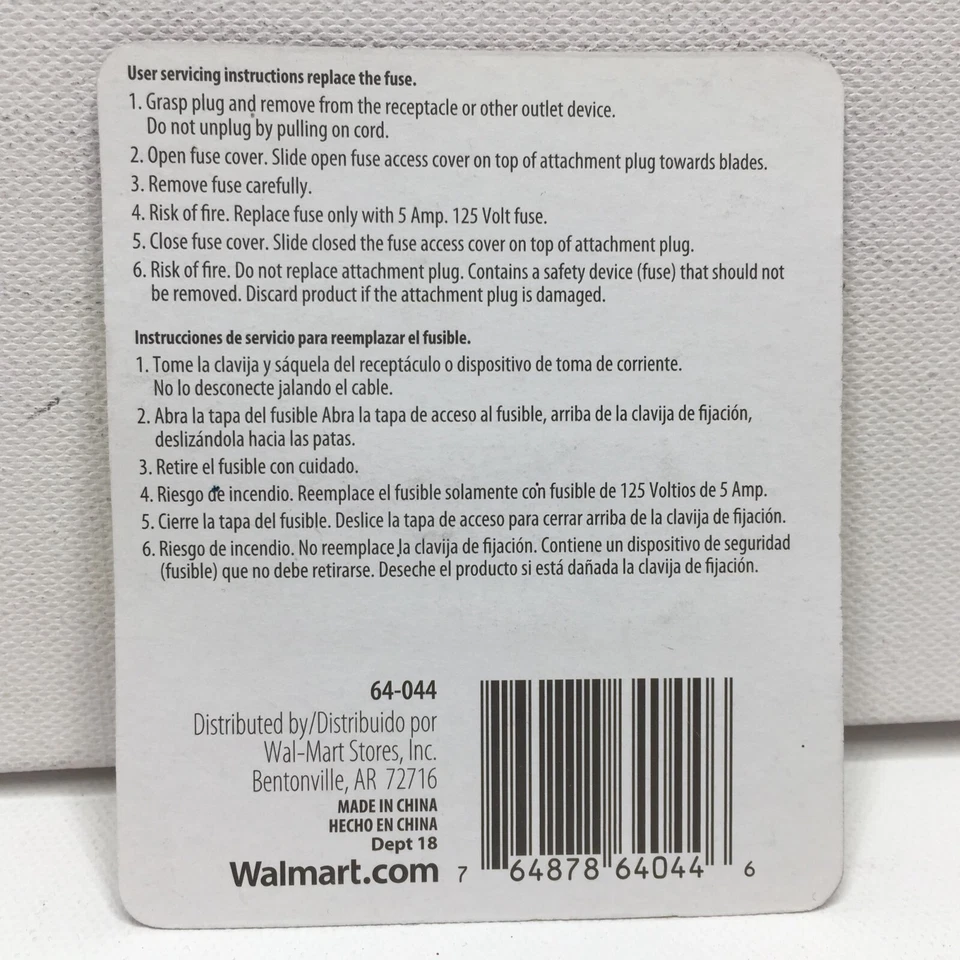 User servicing instructions replace the fuse.
1. Grasp plug and remove from the receptacle or other outlet device.
Do not unplug by pulling on cord.
2. Open fuse cover. Slide open fuse access cover on top of attachment plug towards blades.
3. Remove fuse carefully.
4. Risk of fire. Replace fuse only with 5 Amp. 125 Volt fuse.
5. Close fuse cover. Slide closed the fuse access cover on top of attachment plug.
6. Risk of fire. Do not replace attachment plug. Contains a safety device (fuse) that should not
be removed. Discard product if the attachment plug is damaged.
Instrucciones de servicio para reemplazar el fusible.
1. Tome la clavija y sáquela del receptáculo o dispositivo de toma de corriente.
No lo desconecte jalando el cable.
2. Abra la tapa del fusible Abra la tapa de acceso al fusible, arriba de la clavija de fijación,
deslizándola hacia las patas.
3. Retire el fusible con cuidado.
4. Riesgo de incendio. Reemplace el fusible solamente con fusible de 125 Voltios de 5 Amp.
5. Cierre la tapa del fusible. Deslice la tapa de acceso para cerrar arriba de la clavija de fijación.
6. Riesgo de incendio. No reemplace la clavija de fijación. Contiene un dispositivo de seguridad
(fusible) que no debe retirarse. Deseche el producto si está dañada la clavija de fijación.
64-044
Distributed by/Distribuido por
Wal-Mart Stores, Inc.
Bentonville, AR 72716
MADE IN CHINA
HECHO EN CHINA
Dept 18
Walmart.com
7 64878 64044 6